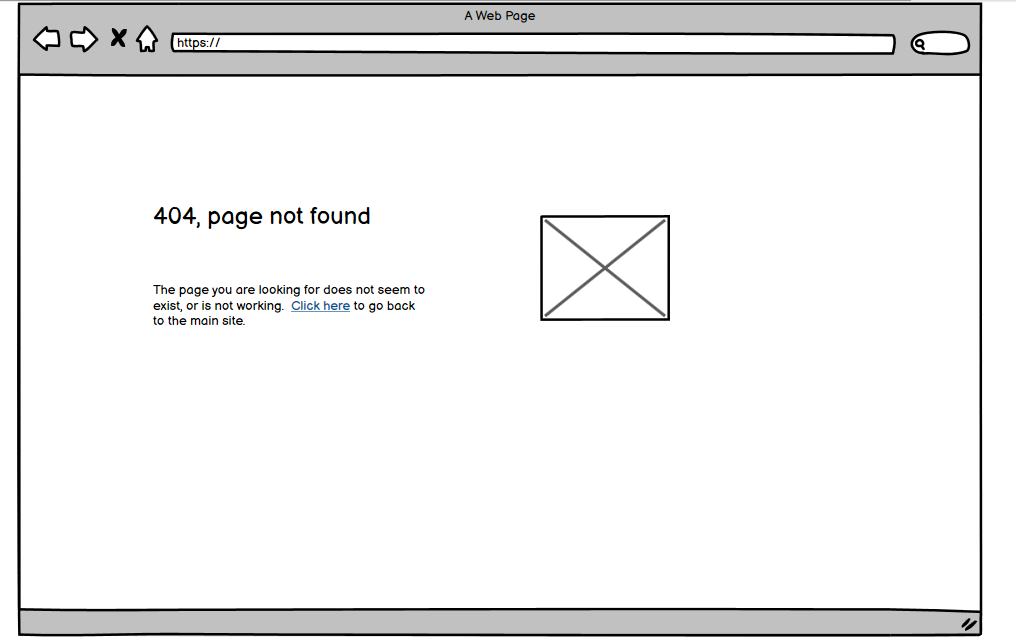 A Web Page
https://
404, page not found
The page you are looking for does not seem to
exist, or is not working.  Click here to go back
to the main site.